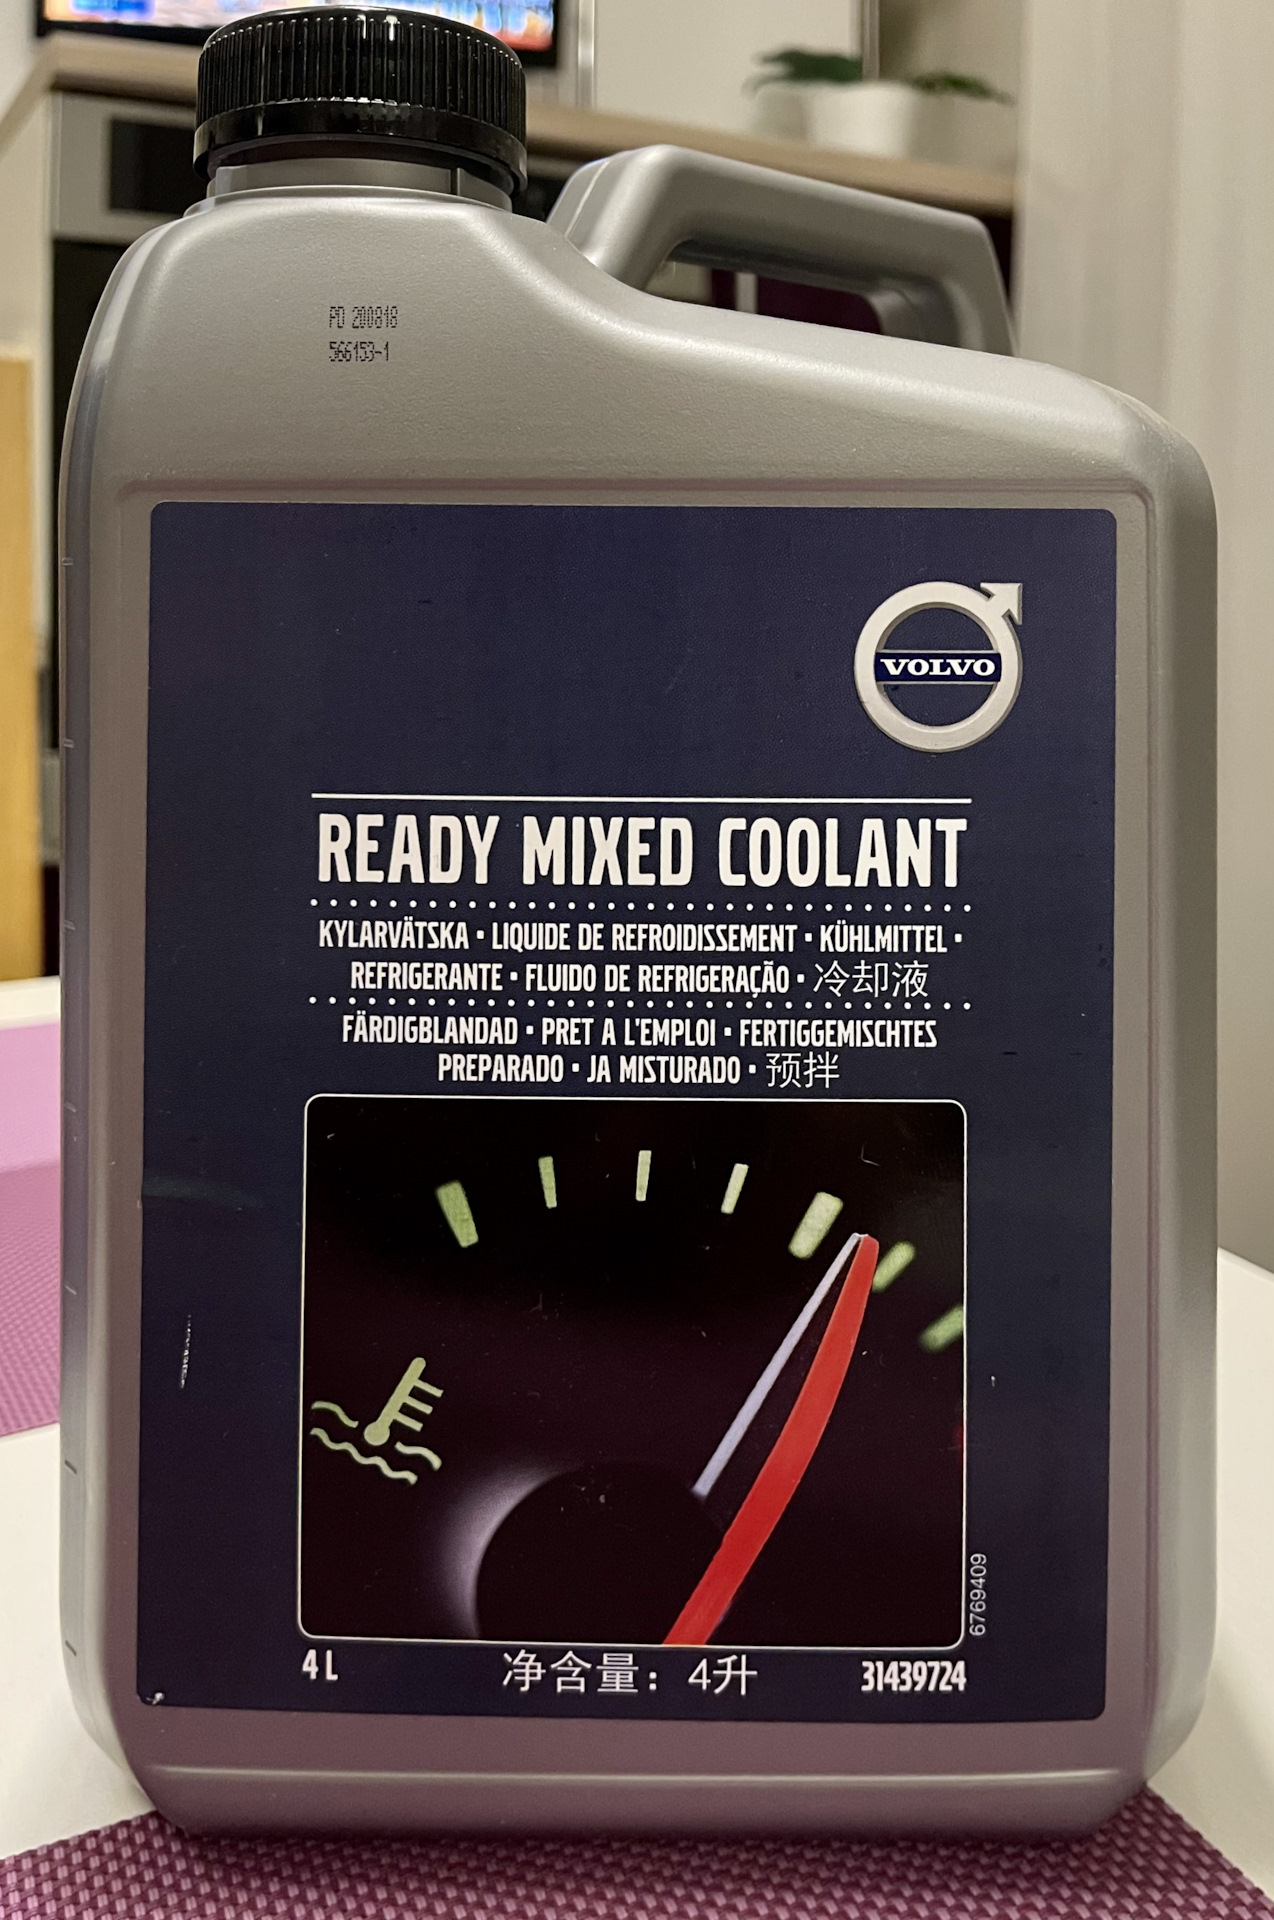 PD 200818
566153-1
VOLVO
READY MIXED COOLANT
KYLARVÄTSKA • LIQUIDE DE REFROIDISSEMENT • KÜHLMITTEL •
REFRIGERANTE • FLUIDO DE REFRIGERAÇÃO • 冷却液
FÄRDIGBLANDAD • PRET A L'EMPLOI • FERTIGGEMISCHTES
PREPARADO • JA MISTURADO • 预拌
6769409
4 L 净含量：4升 31439724